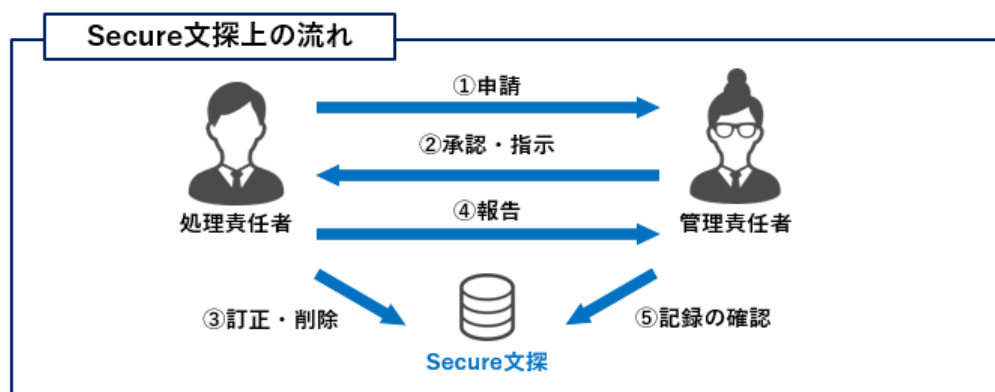 Secure文探上の流れ
①申請
②承認・指示
④報告
処理責任者
管理責任者
③訂正・削除
⑤記録の確認
Secure文探